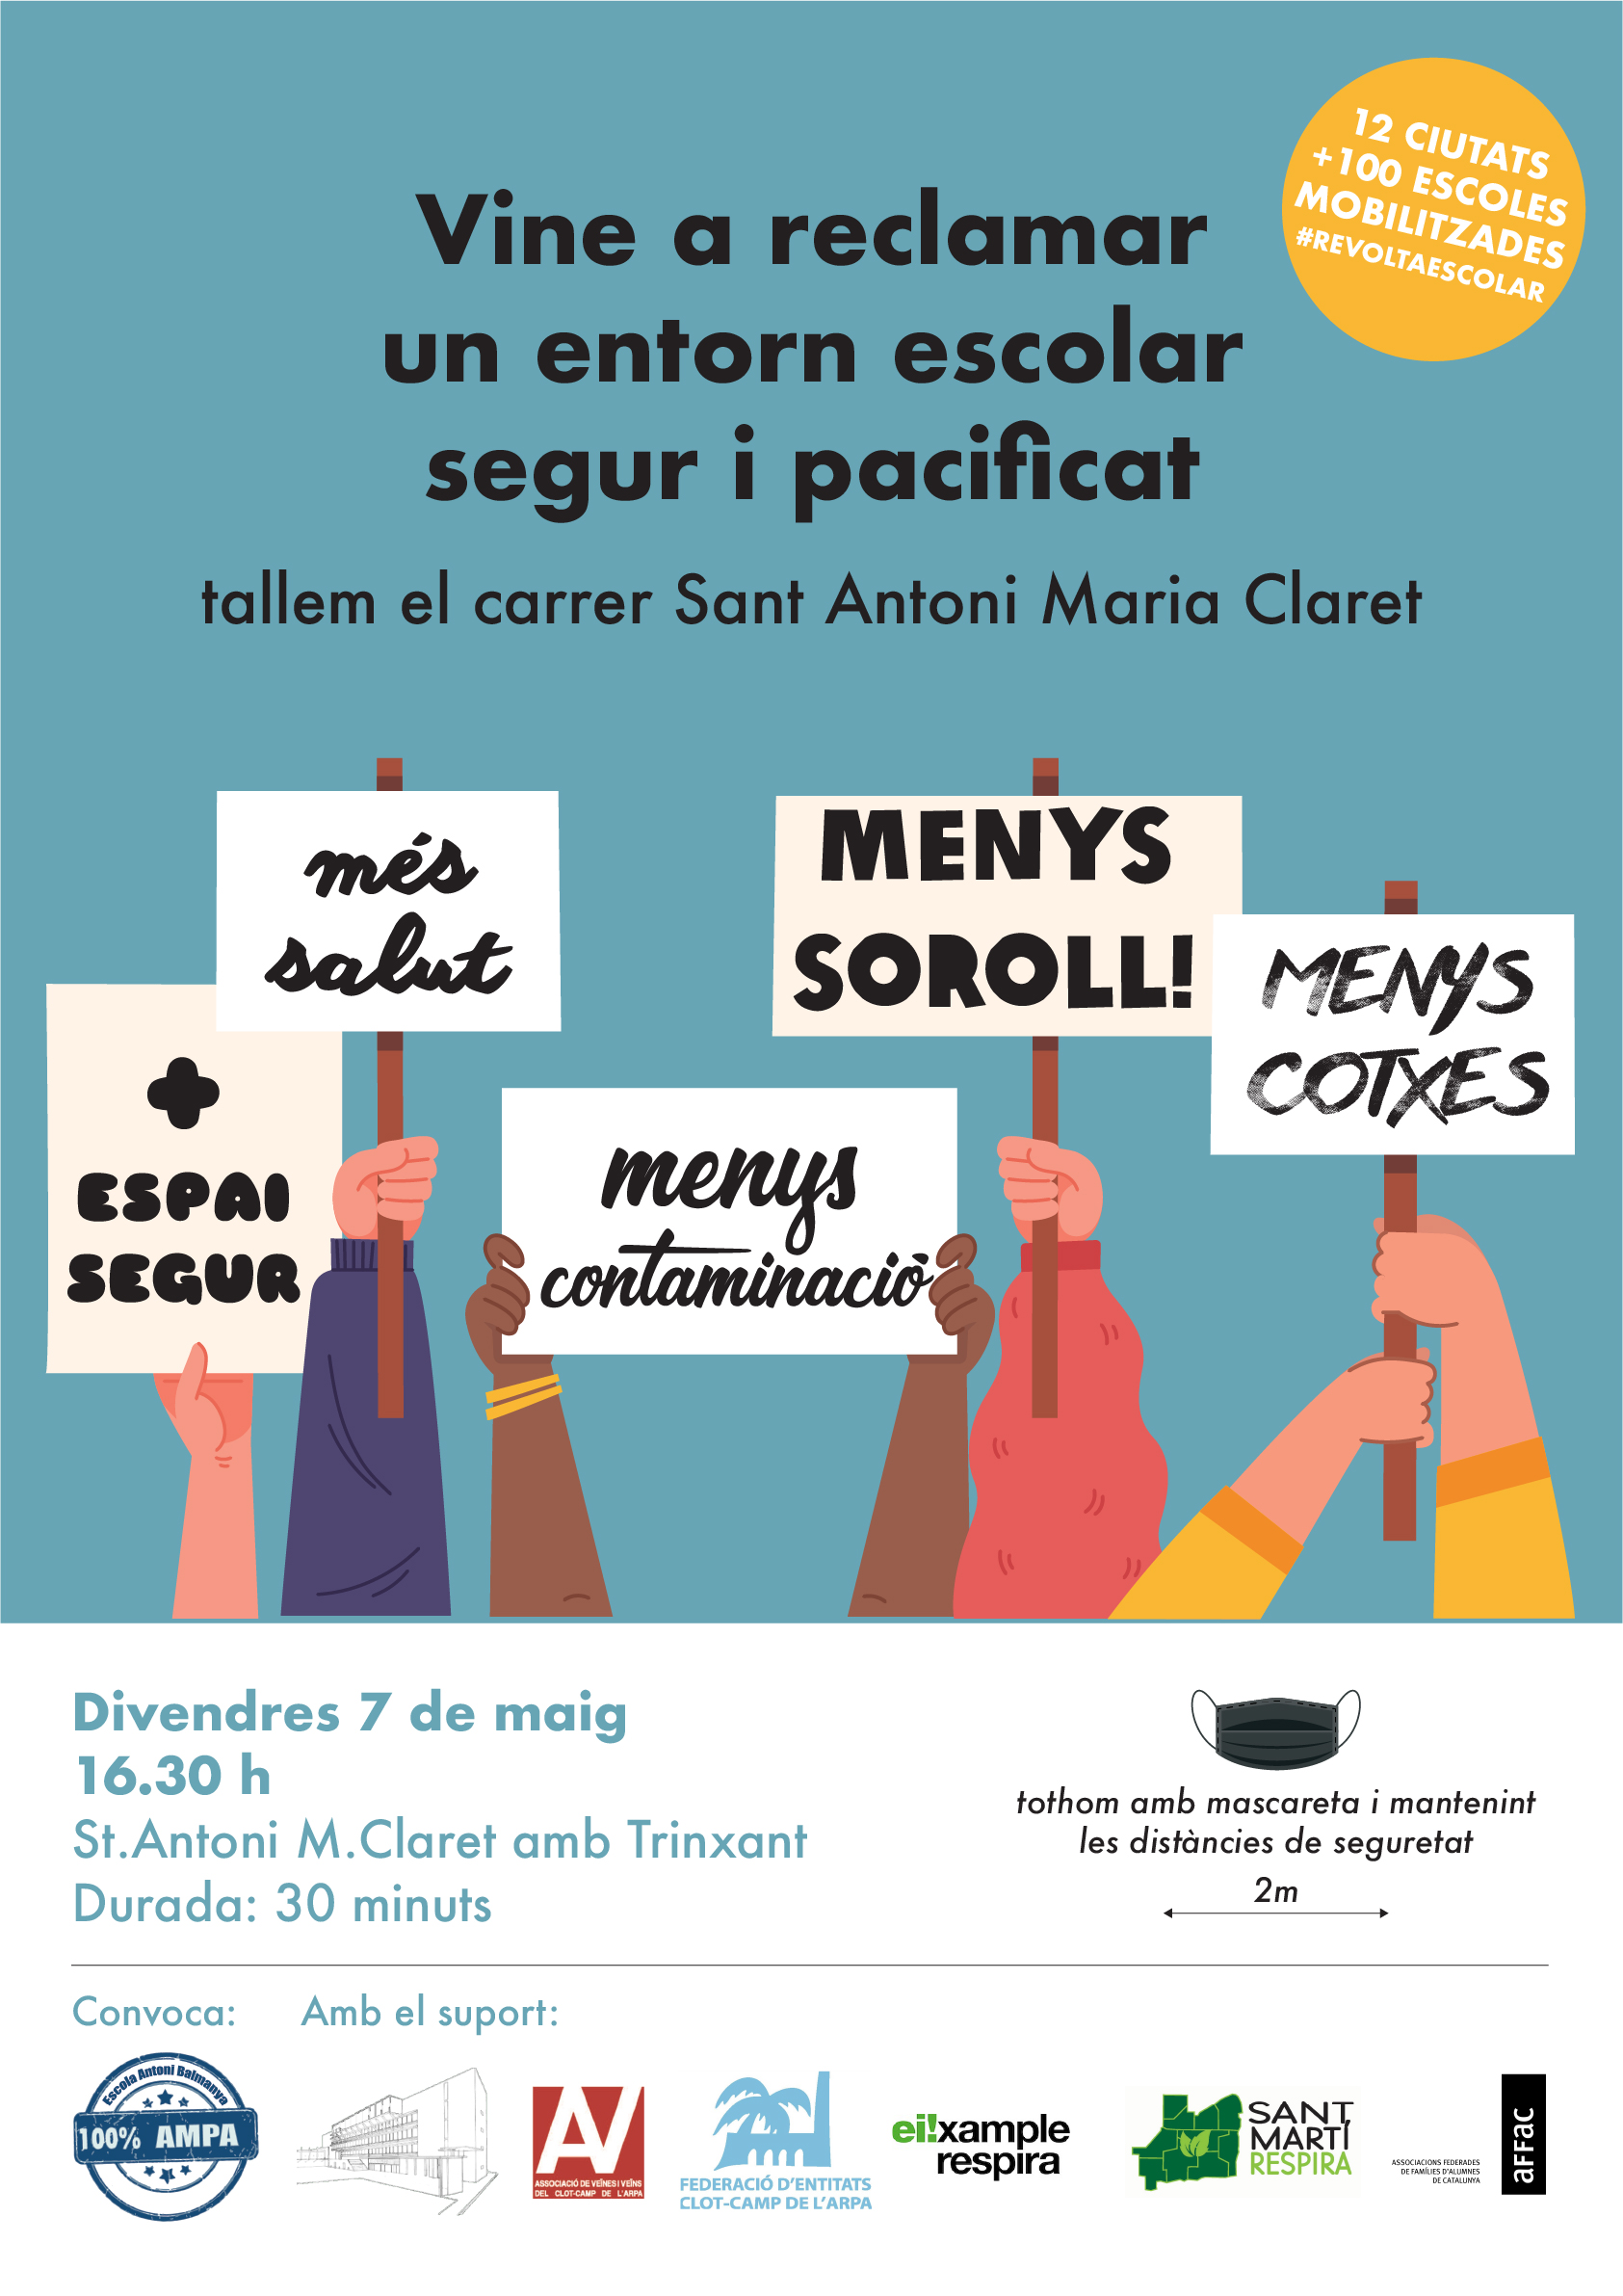 12 CIUTATS
+100 ESCOLES
MOBILITZADES
#REVOLTAESCOLAR
Vine a reclamar
un entorn escolar
segur i pacificat
tallem el carrer Sant Antoni Maria Claret
més
salut
MENYS
SOROLL!
MENYS
COTXES
+
ESPAI
SEGUR
menys
contaminació
Divendres 7 de maig
16.30 h
St.Antoni M.Claret amb Trinxant
Durada: 30 minuts
tothom amb mascareta i mantenint
les distàncies de seguretat
2m
Convoca:
Amb el suport:
Escola Antoni Balmanya
100% AMPA
AV
ASSOCIACIÓ DE VEÏNES I VEÏNS
DEL CLOT-CAMP DE L'ARPA
FEDERACIÓ D'ENTITATS
CLOT-CAMP DE L'ARPA
ei!xample
respira
SANT
MARTÍ
RESPIRA
ASSOCIACIONS FEDERADES
DE FAMÍLIES D'ALUMNES
DE CATALUNYA
aFFaC